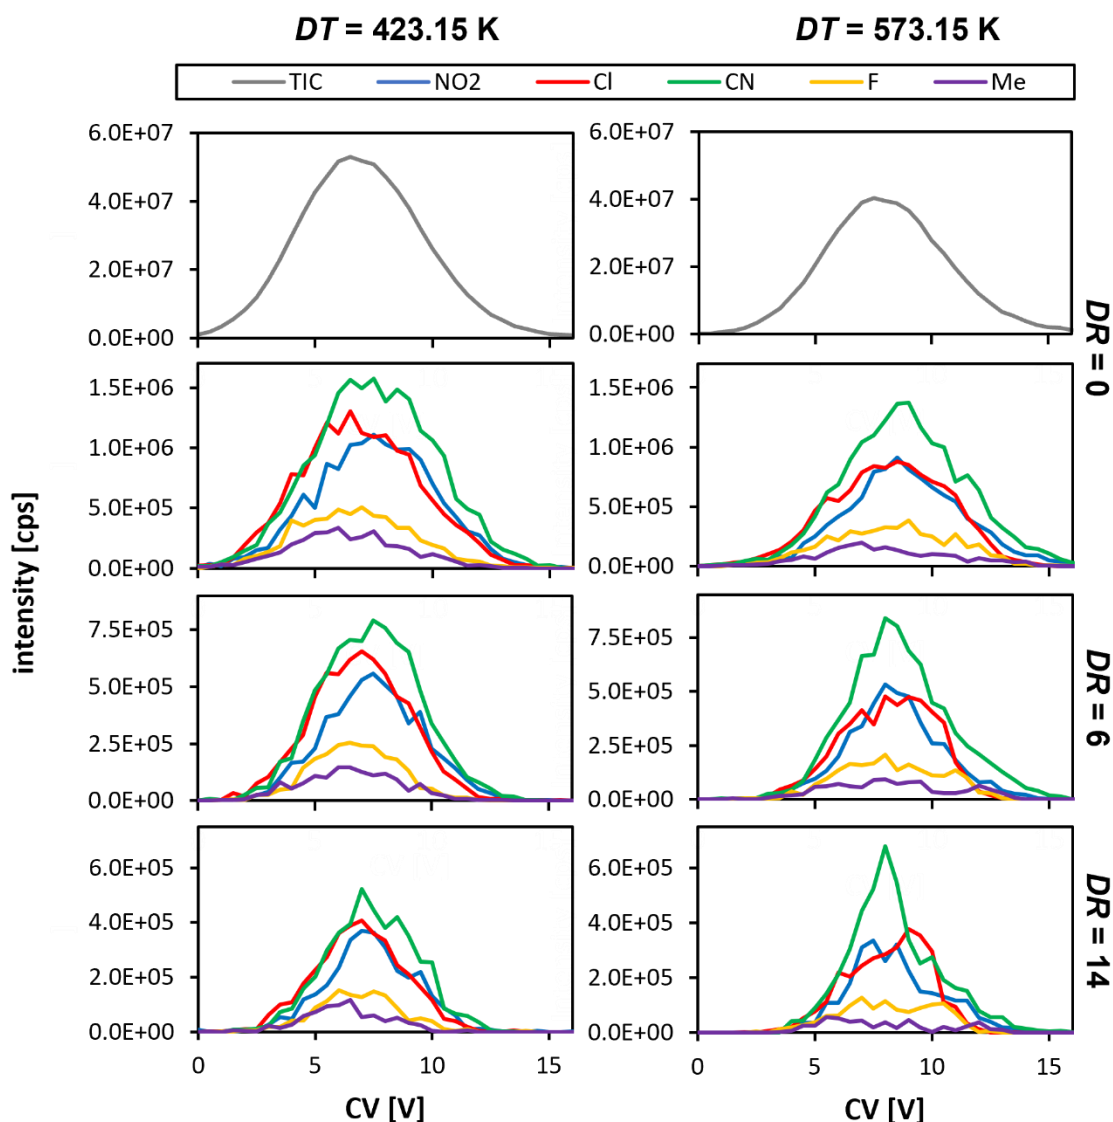 DT = 423.15 K
DT = 573.15 K
TIC NO2 Cl CN F Me
6.0E+07
4.0E+07
2.0E+07
0.0E+00
6.0E+07
4.0E+07
2.0E+07
0.0E+00
DR = 0
1.5E+06
1.0E+06
5.0E+05
0.0E+00
1.5E+06
1.0E+06
5.0E+05
0.0E+00
intensity [cps]
7.5E+05
5.0E+05
2.5E+05
0.0E+00
7.5E+05
5.0E+05
2.5E+05
0.0E+00
DR = 6
6.0E+05
4.0E+05
2.0E+05
0.0E+00
6.0E+05
4.0E+05
2.0E+05
0.0E+00
DR = 14
0 5 10 15
0 5 10 15
CV [V]
CV [V]